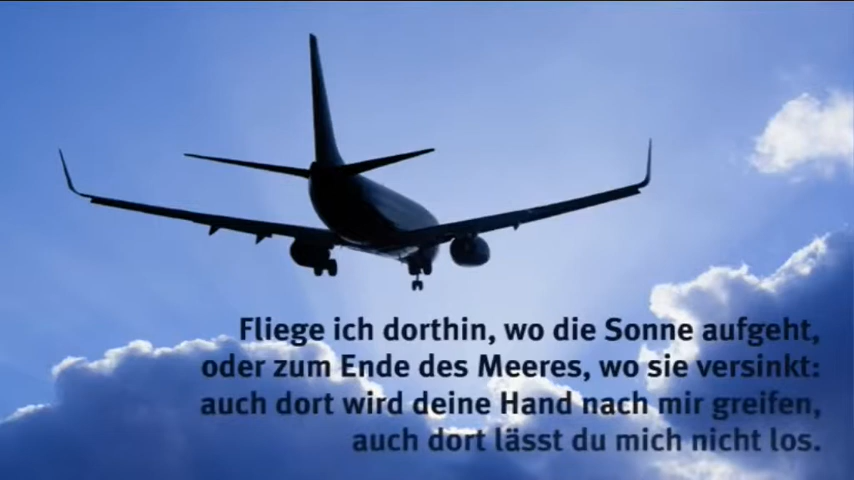 Fliege ich dorthin, wo die Sonne aufgeht,
oder zum Ende des Meeres, wo sie versinkt:
auch dort wird deine Hand nach mir greifen,
auch dort lässt du mich nicht los.